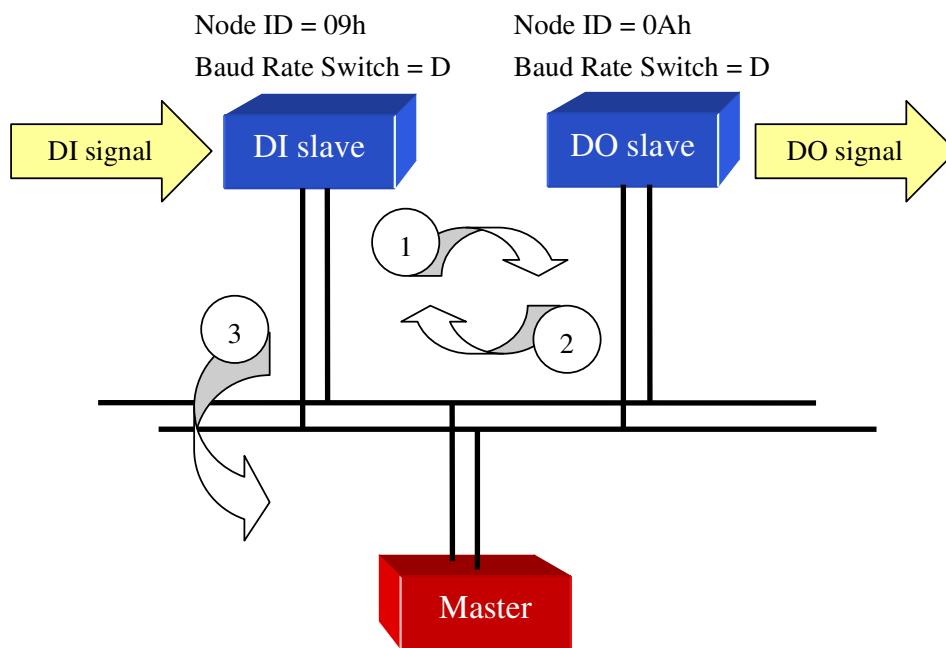 Node ID = 09h
Baud Rate Switch = D
Node ID = 0Ah
Baud Rate Switch = D
DI signal
DI slave
DO slave
DO signal
1
2
3
Master